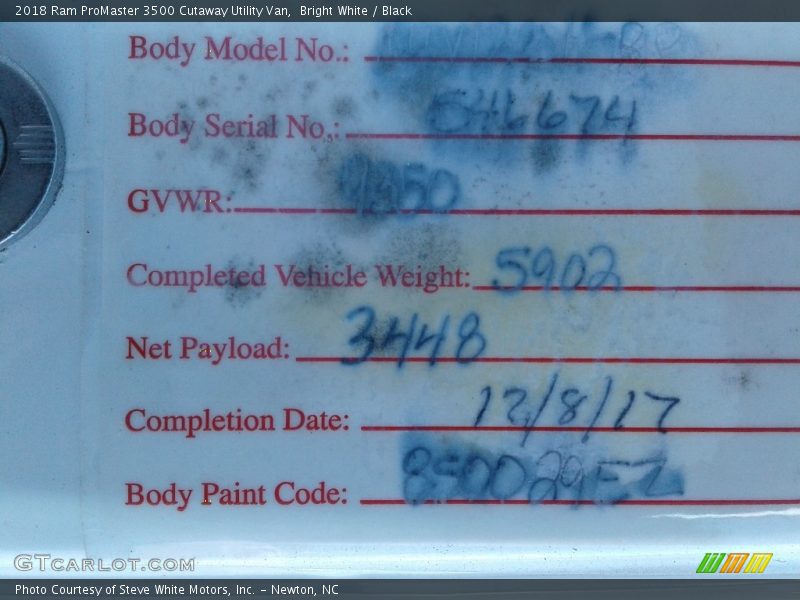 2018 Ram ProMaster 3500 Cutaway Utility Van, Bright White / Black
Body Model No.:
Body Serial No.: 546674
GVWR: 9350
Completed Vehicle Weight: 5902
Net Payload: 3448
Completion Date: 12/8/17
Body Paint Code:
GTCARLOT.COM
Photo Courtesy of Steve White Motors, Inc. – Newton, NC